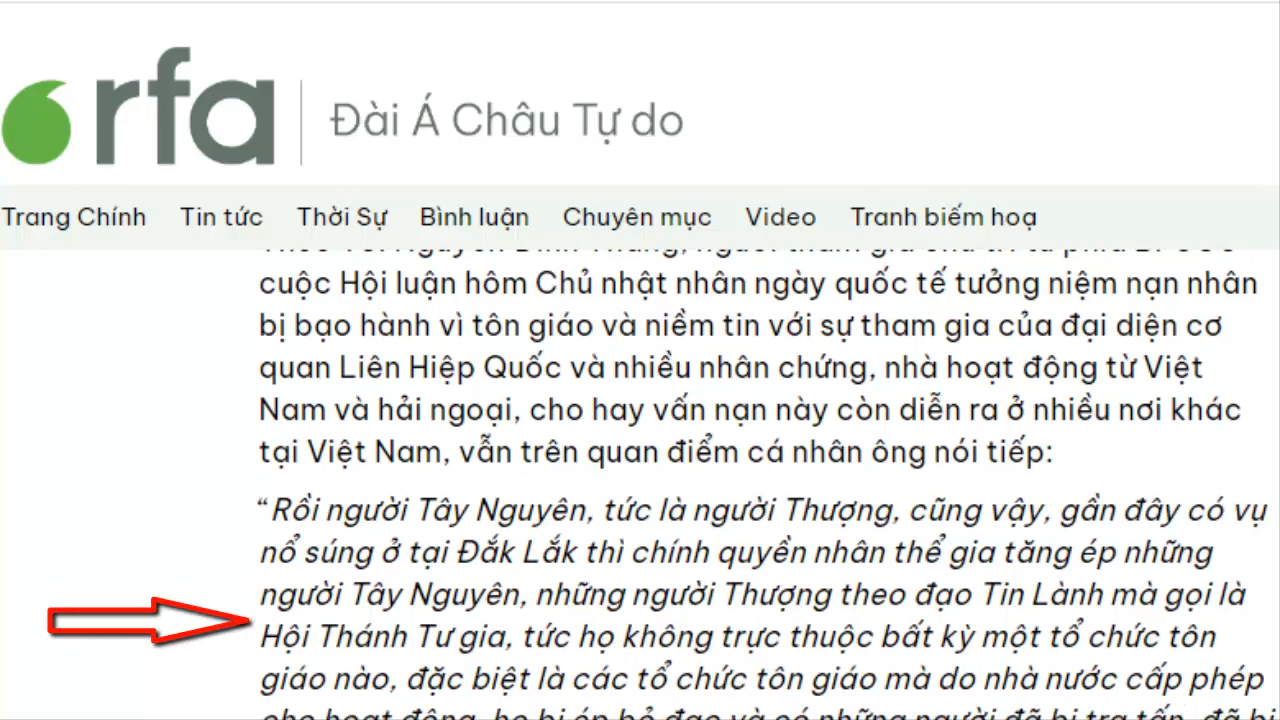 rfa
Đài Á Châu Tự do
Trang Chính Tin tức Thời Sự Bình luận Chuyên mục Video Tranh biếm hoạ
cuộc Hội luận hôm Chủ nhật nhân ngày quốc tế tưởng niệm nạn nhân
bị bạo hành vì tôn giáo và niềm tin với sự tham gia của đại diện cơ
quan Liên Hiệp Quốc và nhiều nhân chứng, nhà hoạt động từ Việt
Nam và hải ngoại, cho hay vấn nạn này còn diễn ra ở nhiều nơi khác
tại Việt Nam, vẫn trên quan điểm cá nhân ông nói tiếp:
“Rồi người Tây Nguyên, tức là người Thượng, cũng vậy, gần đây có vụ
nổ súng ở tại Đắk Lắk thì chính quyền nhân thể gia tăng ép những
người Tây Nguyên, những người Thượng theo đạo Tin Lành mà gọi là
Hội Thánh Tư gia, tức họ không trực thuộc bất kỳ một tổ chức tôn
giáo nào, đặc biệt là các tổ chức tôn giáo mà do nhà nước cấp phép